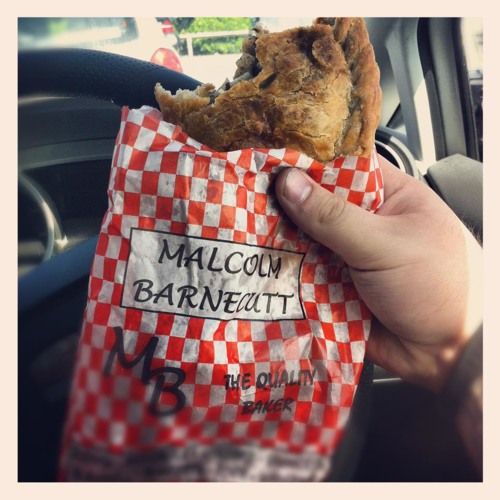 MALCOLM
BARNECUTT
MB
THE QUALITY
BAKER